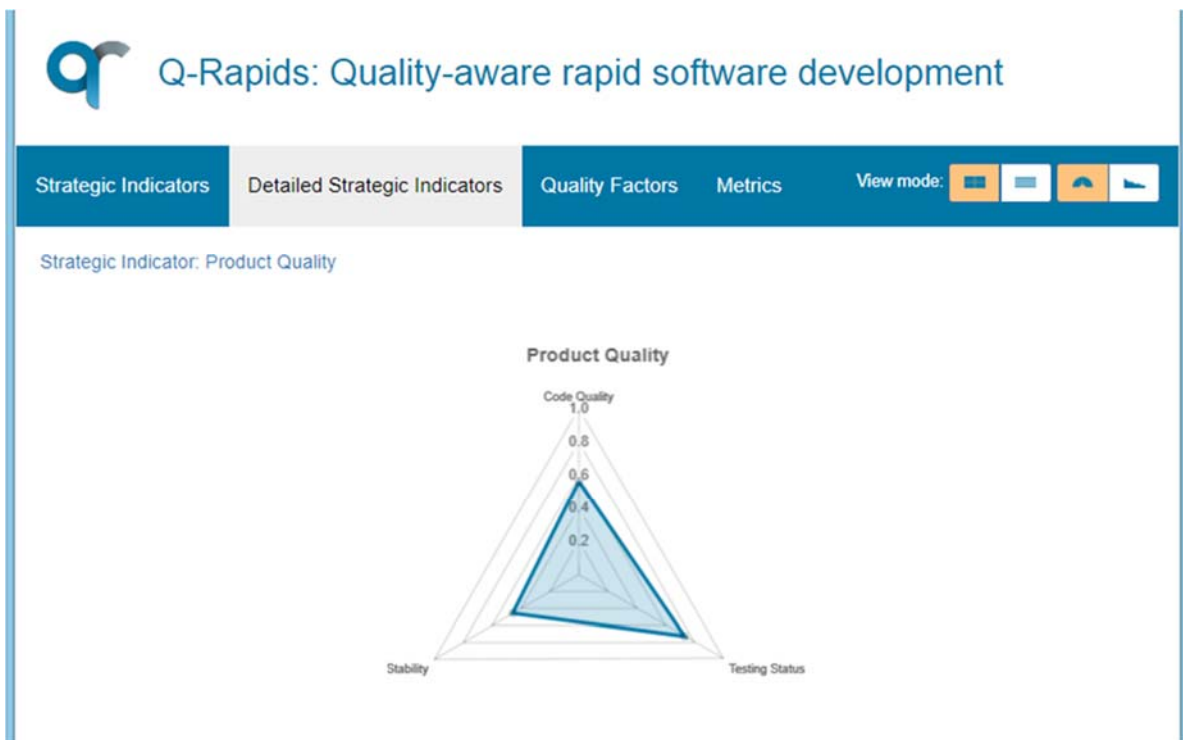 qr Q-Rapids: Quality-aware rapid software development
Strategic Indicators Detailed Strategic Indicators Quality Factors Metrics View mode:
Strategic Indicator: Product Quality
Product Quality
Code Quality
1.0
0.8
0.6
0.4
0.2
Stability Testing Status